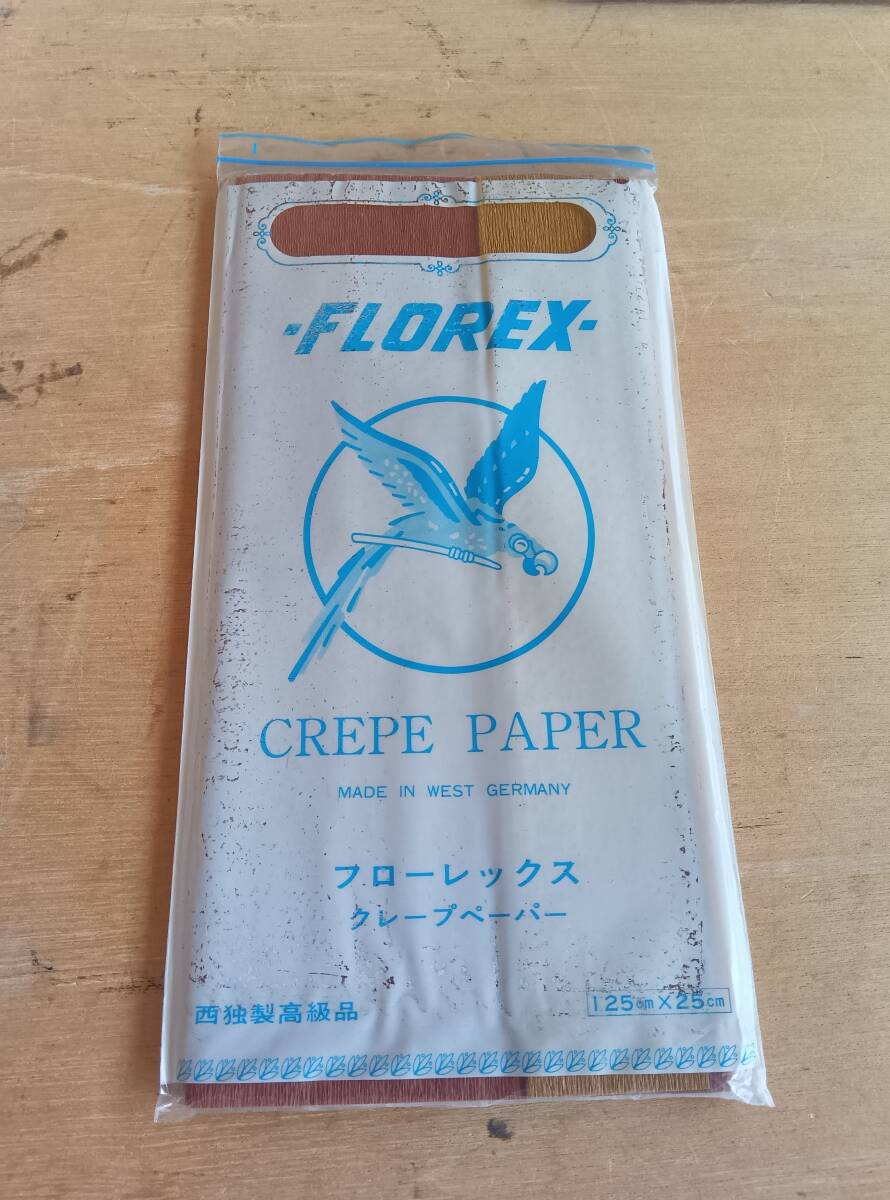 -FLOREX-
CREPE PAPER
MADE IN WEST GERMANY
フローレックス
クレープペーパー
西独製高級品
125cm×25cm